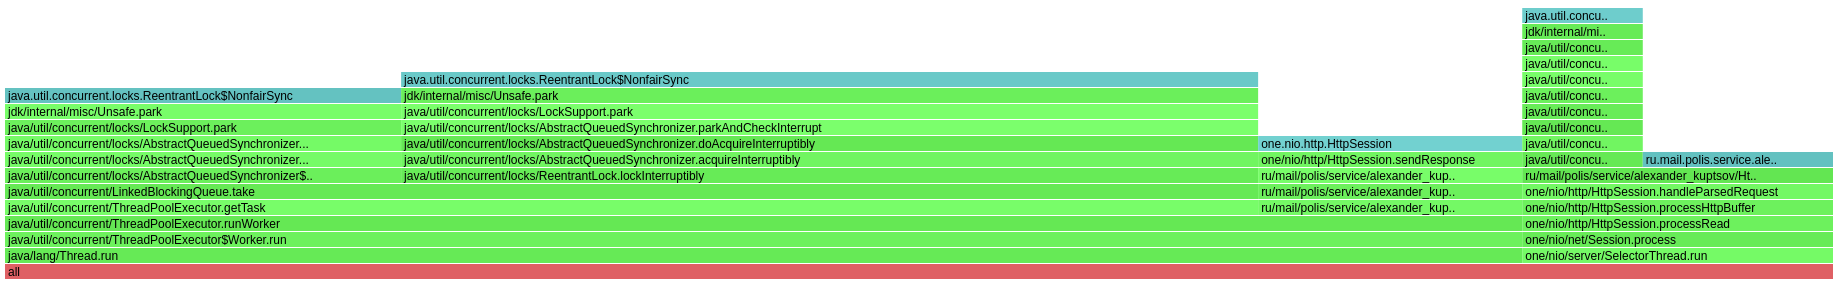 java.util.concu..
jdk/internal/mi..
java/util/concu..
java/util/concu..
java.util.concurrent.locks.ReentrantLock$NonfairSync java/util/concu..
java.util.concurrent.locks.ReentrantLock$NonfairSync jdk/internal/misc/Unsafe.park java/util/concu..
jdk/internal/misc/Unsafe.park java/util/concurrent/locks/LockSupport.park java/util/concu..
java/util/concurrent/locks/LockSupport.park java/util/concurrent/locks/AbstractQueuedSynchronizer.parkAndCheckInterrupt java/util/concu..
java/util/concurrent/locks/AbstractQueuedSynchronizer... java/util/concurrent/locks/AbstractQueuedSynchronizer.doAcquireInterruptibly one.nio.http.HttpSession java/util/concu..
java/util/concurrent/locks/AbstractQueuedSynchronizer... java/util/concurrent/locks/AbstractQueuedSynchronizer.acquireInterruptibly one/nio/http/HttpSession.sendResponse java/util/concu.. ru.mail.polis.service.ale..
java/util/concurrent/locks/AbstractQueuedSynchronizer$.. java/util/concurrent/locks/ReentrantLock.lockInterruptibly ru/mail/polis/service/alexander_kup.. ru/mail/polis/service/alexander_kuptsov/Ht..
java/util/concurrent/LinkedBlockingQueue.take ru/mail/polis/service/alexander_kup.. one/nio/http/HttpSession.handleParsedRequest
java/util/concurrent/ThreadPoolExecutor.getTask ru/mail/polis/service/alexander_kup.. one/nio/http/HttpSession.processHttpBuffer
java/util/concurrent/ThreadPoolExecutor.runWorker one/nio/http/HttpSession.processRead
java/util/concurrent/ThreadPoolExecutor$Worker.run one/nio/net/Session.process
java/lang/Thread.run one/nio/server/SelectorThread.run
all